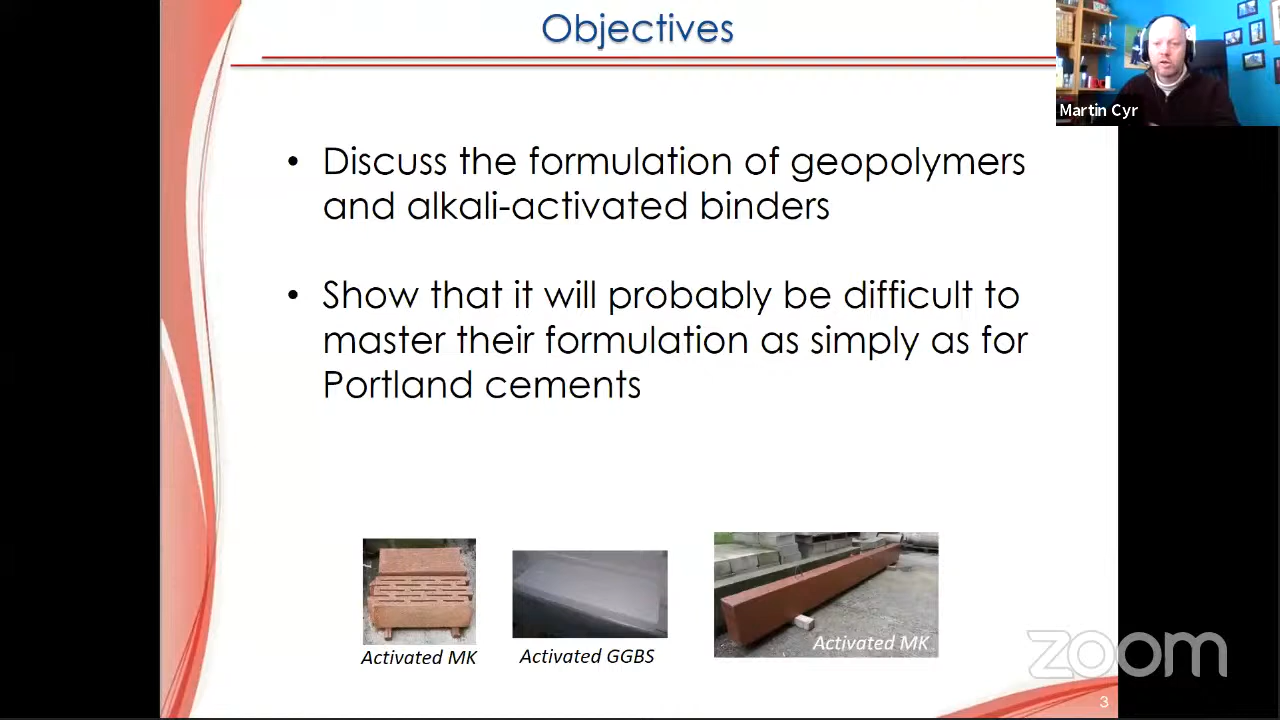 Objectives
Martin Cyr
• Discuss the formulation of geopolymers
and alkali-activated binders
• Show that it will probably be difficult to
master their formulation as simply as for
Portland cements
Activated MK
Activated GGBS
Activated MK
zoom
3